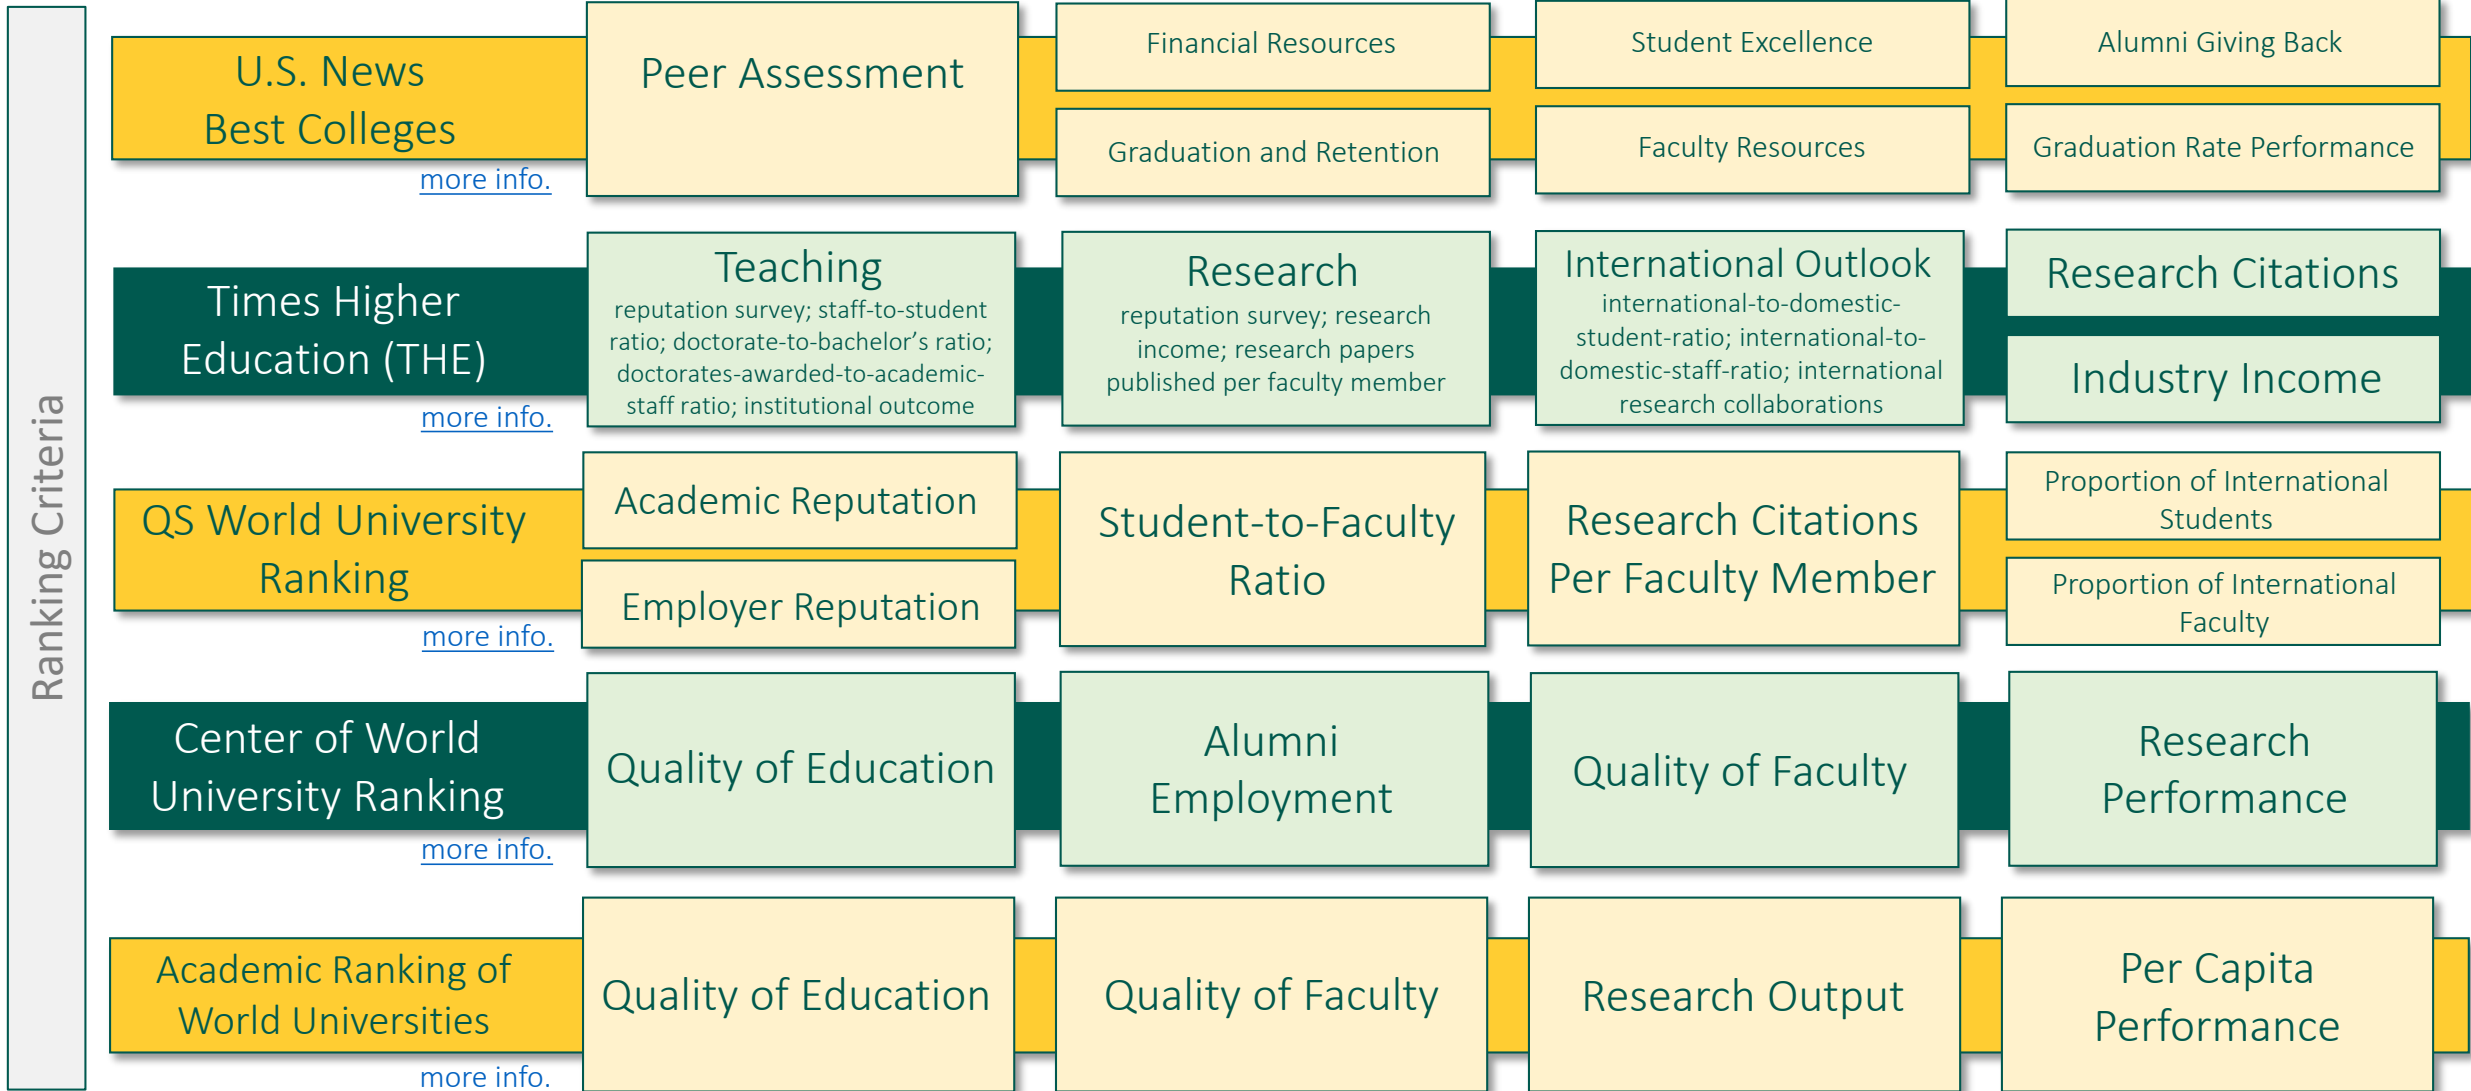 Ranking Criteria
U.S. News
Best Colleges
more info.
Peer Assessment
Financial Resources
Graduation and Retention
Student Excellence
Faculty Resources
Alumni Giving Back
Graduation Rate Performance
Times Higher
Education (THE)
more info.
Teaching
reputation survey; staff-to-student
ratio; doctorate-to-bachelor’s ratio;
doctorates-awarded-to-academic-
staff ratio; institutional outcome
Research
reputation survey; research
income; research papers
published per faculty member
International Outlook
international-to-domestic-
student-ratio; international-to-
domestic-staff-ratio; international
research collaborations
Research Citations
Industry Income
QS World University
Ranking
more info.
Academic Reputation
Employer Reputation
Student-to-Faculty
Ratio
Research Citations
Per Faculty Member
Proportion of International
Students
Proportion of International
Faculty
Center of World
University Ranking
more info.
Quality of Education
Alumni
Employment
Quality of Faculty
Research
Performance
Academic Ranking of
World Universities
more info.
Quality of Education
Quality of Faculty
Research Output
Per Capita
Performance